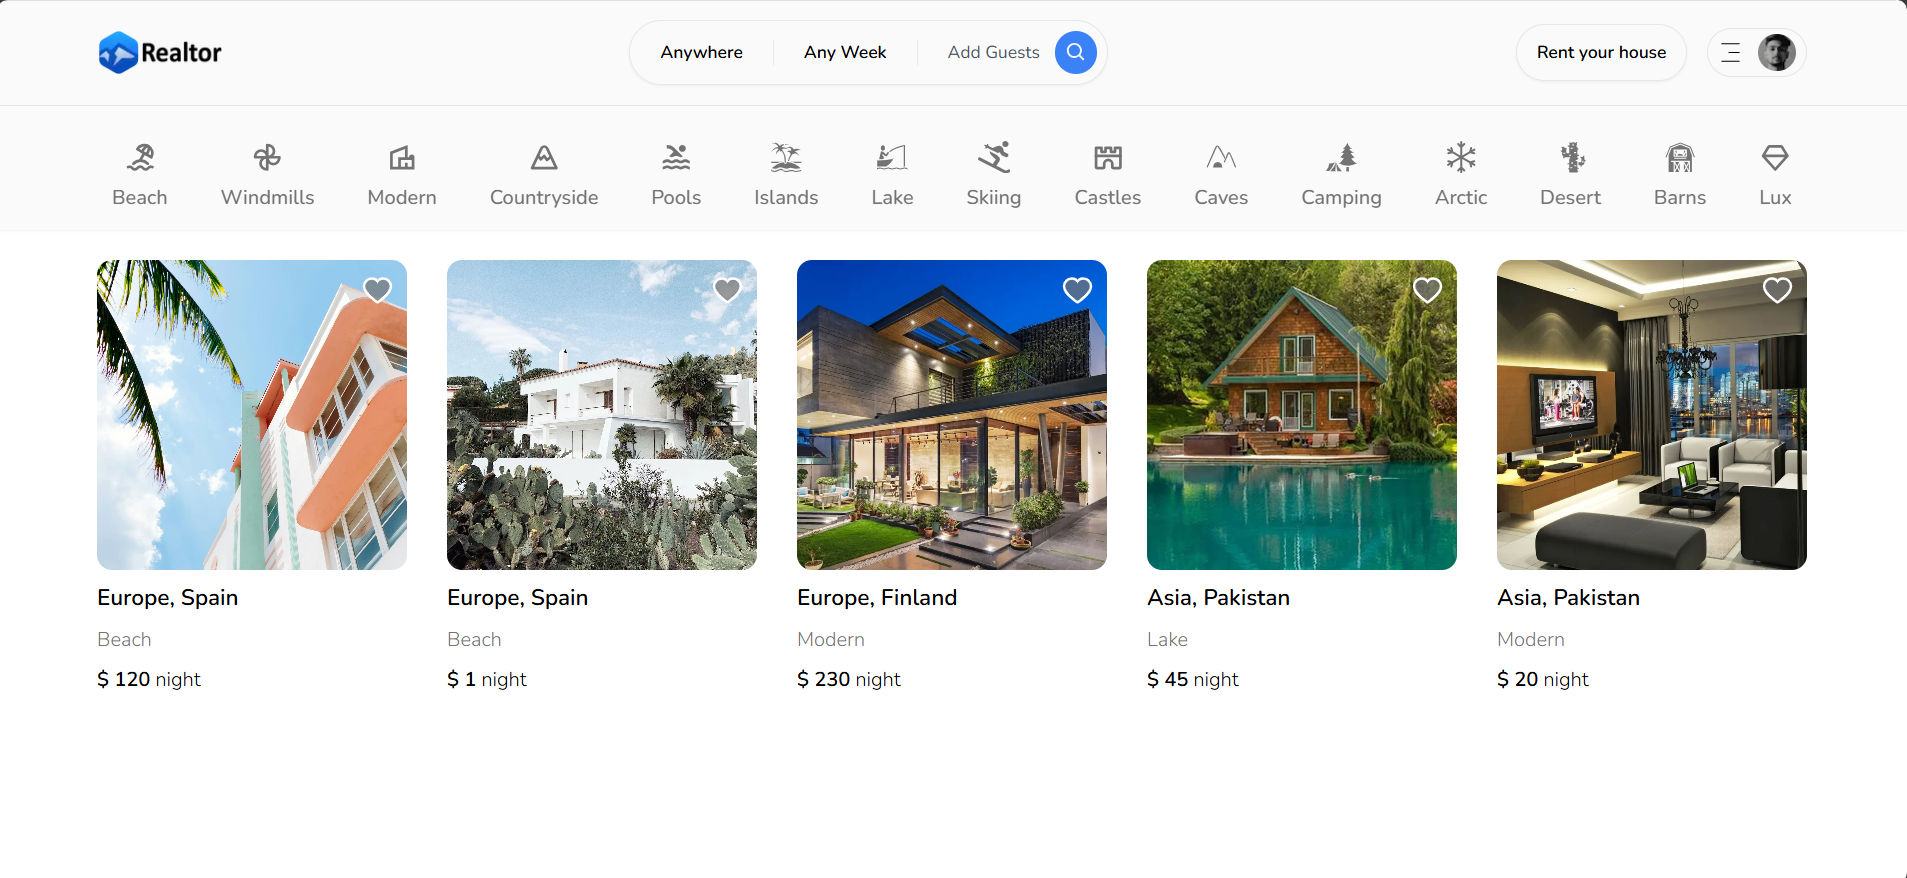 Realtor
Anywhere
Any Week
Add Guests
Rent your house
Beach
Windmills
Modern
Countryside
Pools
Islands
Lake
Skiing
Castles
Caves
Camping
Arctic
Desert
Barns
Lux
Europe, Spain
Beach
$ 120 night
Europe, Spain
Beach
$ 1 night
Europe, Finland
Modern
$ 230 night
Asia, Pakistan
Lake
$ 45 night
Asia, Pakistan
Modern
$ 20 night